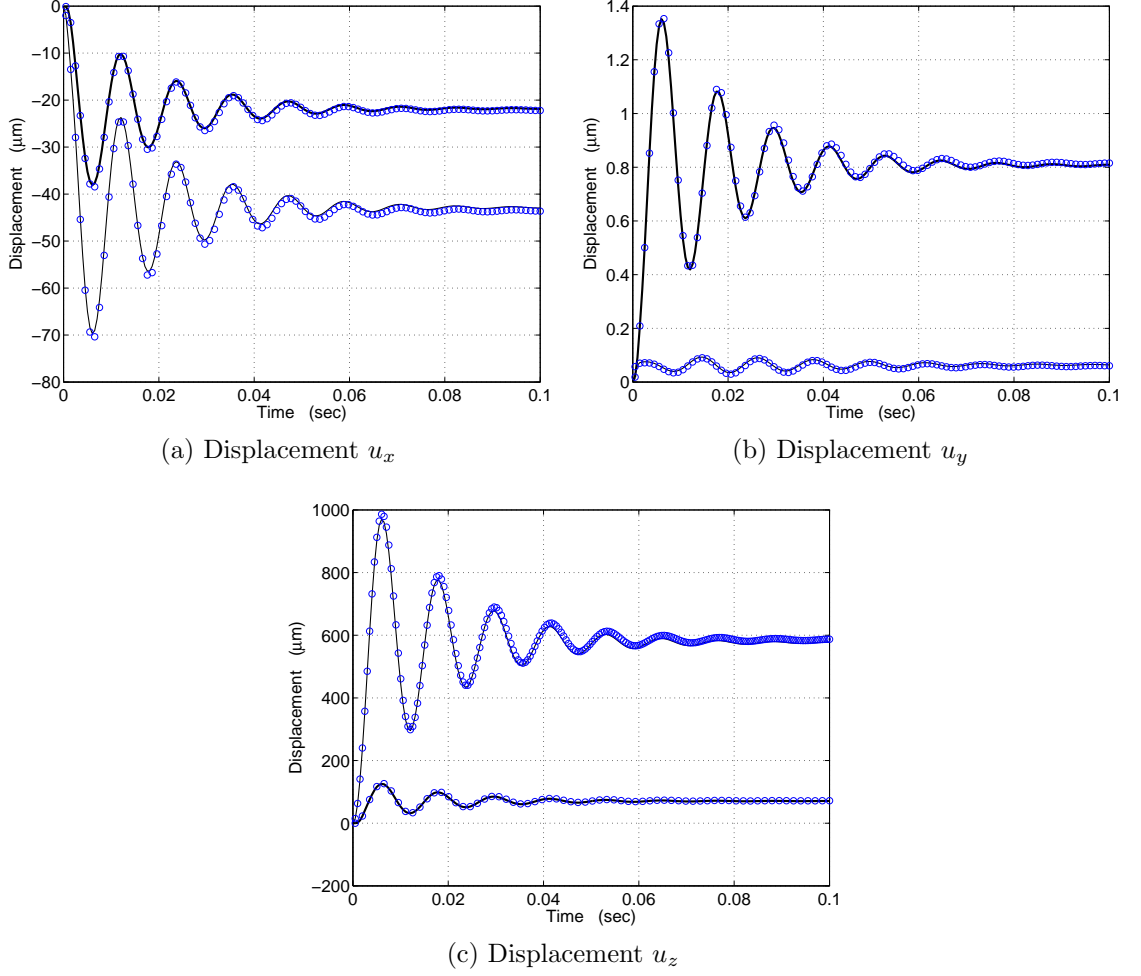 0
−10
−20
−30
−40
−50
−60
−70
−80
Displacement (μm)
0 0.02 0.04 0.06 0.08 0.1
Time (sec)
(a) Displacement u_x
1.4
1.2
1
0.8
0.6
0.4
0.2
0
Displacement (μm)
0 0.02 0.04 0.06 0.08 0.1
Time (sec)
(b) Displacement u_y
1000
800
600
400
200
0
−200
Displacement (μm)
0 0.02 0.04 0.06 0.08 0.1
Time (sec)
(c) Displacement u_z